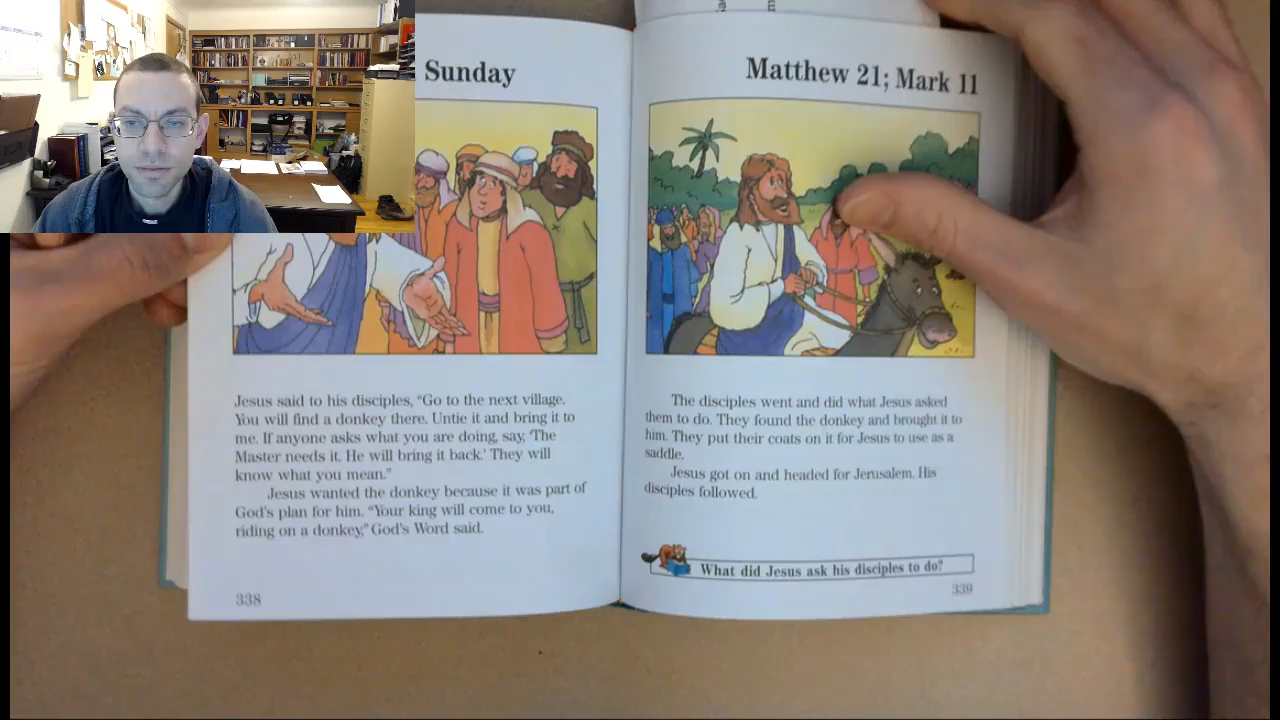 Sunday
Jesus said to his disciples, “Go to the next village.
You will find a donkey there. Untie it and bring it to
me. If anyone asks what you are doing, say, ‘The
Master needs it. He will bring it back.’ They will
know what you mean.”
Jesus wanted the donkey because it was part of
God’s plan for him. “Your king will come to you,
riding on a donkey,” God’s Word said.
338
Matthew 21; Mark 11
The disciples went and did what Jesus asked
them to do. They found the donkey and brought it to
him. They put their coats on it for Jesus to use as a
saddle.
Jesus got on and headed for Jerusalem. His
disciples followed.
What did Jesus ask his disciples to do?
339